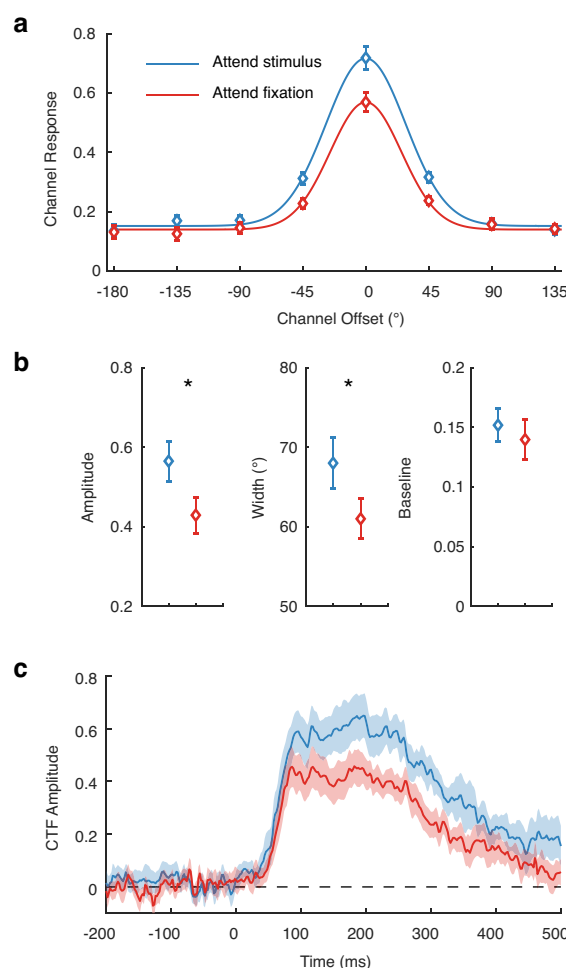 a
0.8
0.6
0.4
0.2
0
Channel Response
Attend stimulus
Attend fixation
-180 -135 -90 -45 0 45 90 135
Channel Offset (°)
b
0.8
0.6
0.4
0.2
Amplitude
*
80
70
60
50
Width (°)
*
0.2
0.15
0.1
0.05
0
Baseline
c
0.8
0.6
0.4
0.2
0
CTF Amplitude
-200 -100 0 100 200 300 400 500
Time (ms)